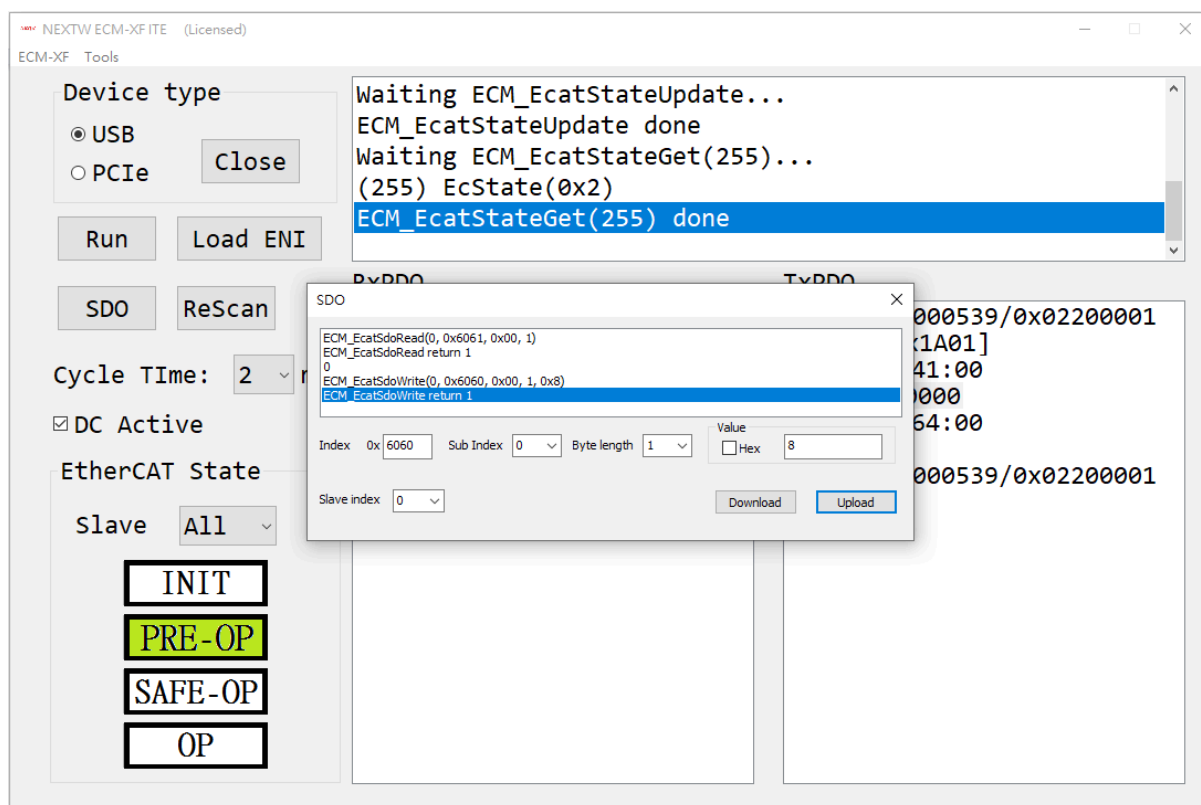 NEXTW ECM-XF ITE (Licensed)
ECM-XF Tools
Device type
USB
PCIe
Close
Run
Load ENI
SDO
ReScan
Cycle TIme: 2
DC Active
EtherCAT State
Slave All
INIT
PRE-OP
SAFE-OP
OP
Waiting ECM_EcatStateUpdate...
ECM_EcatStateUpdate done
Waiting ECM_EcatStateGet(255)...
(255) EcState(0x2)
ECM_EcatStateGet(255) done
RxPDO
TxPDO
000539/0x02200001
x1A01]
41:00
0000
64:00
000539/0x02200001
SDO
ECM_EcatSdoRead(0, 0x6061, 0x00, 1)
ECM_EcatSdoRead return 1
0
ECM_EcatSdoWrite(0, 0x6060, 0x00, 1, 0x8)
ECM_EcatSdoWrite return 1
Index 0x 6060 Sub Index 0 Byte length 1
Value
Hex 8
Slave index 0
Download
Upload